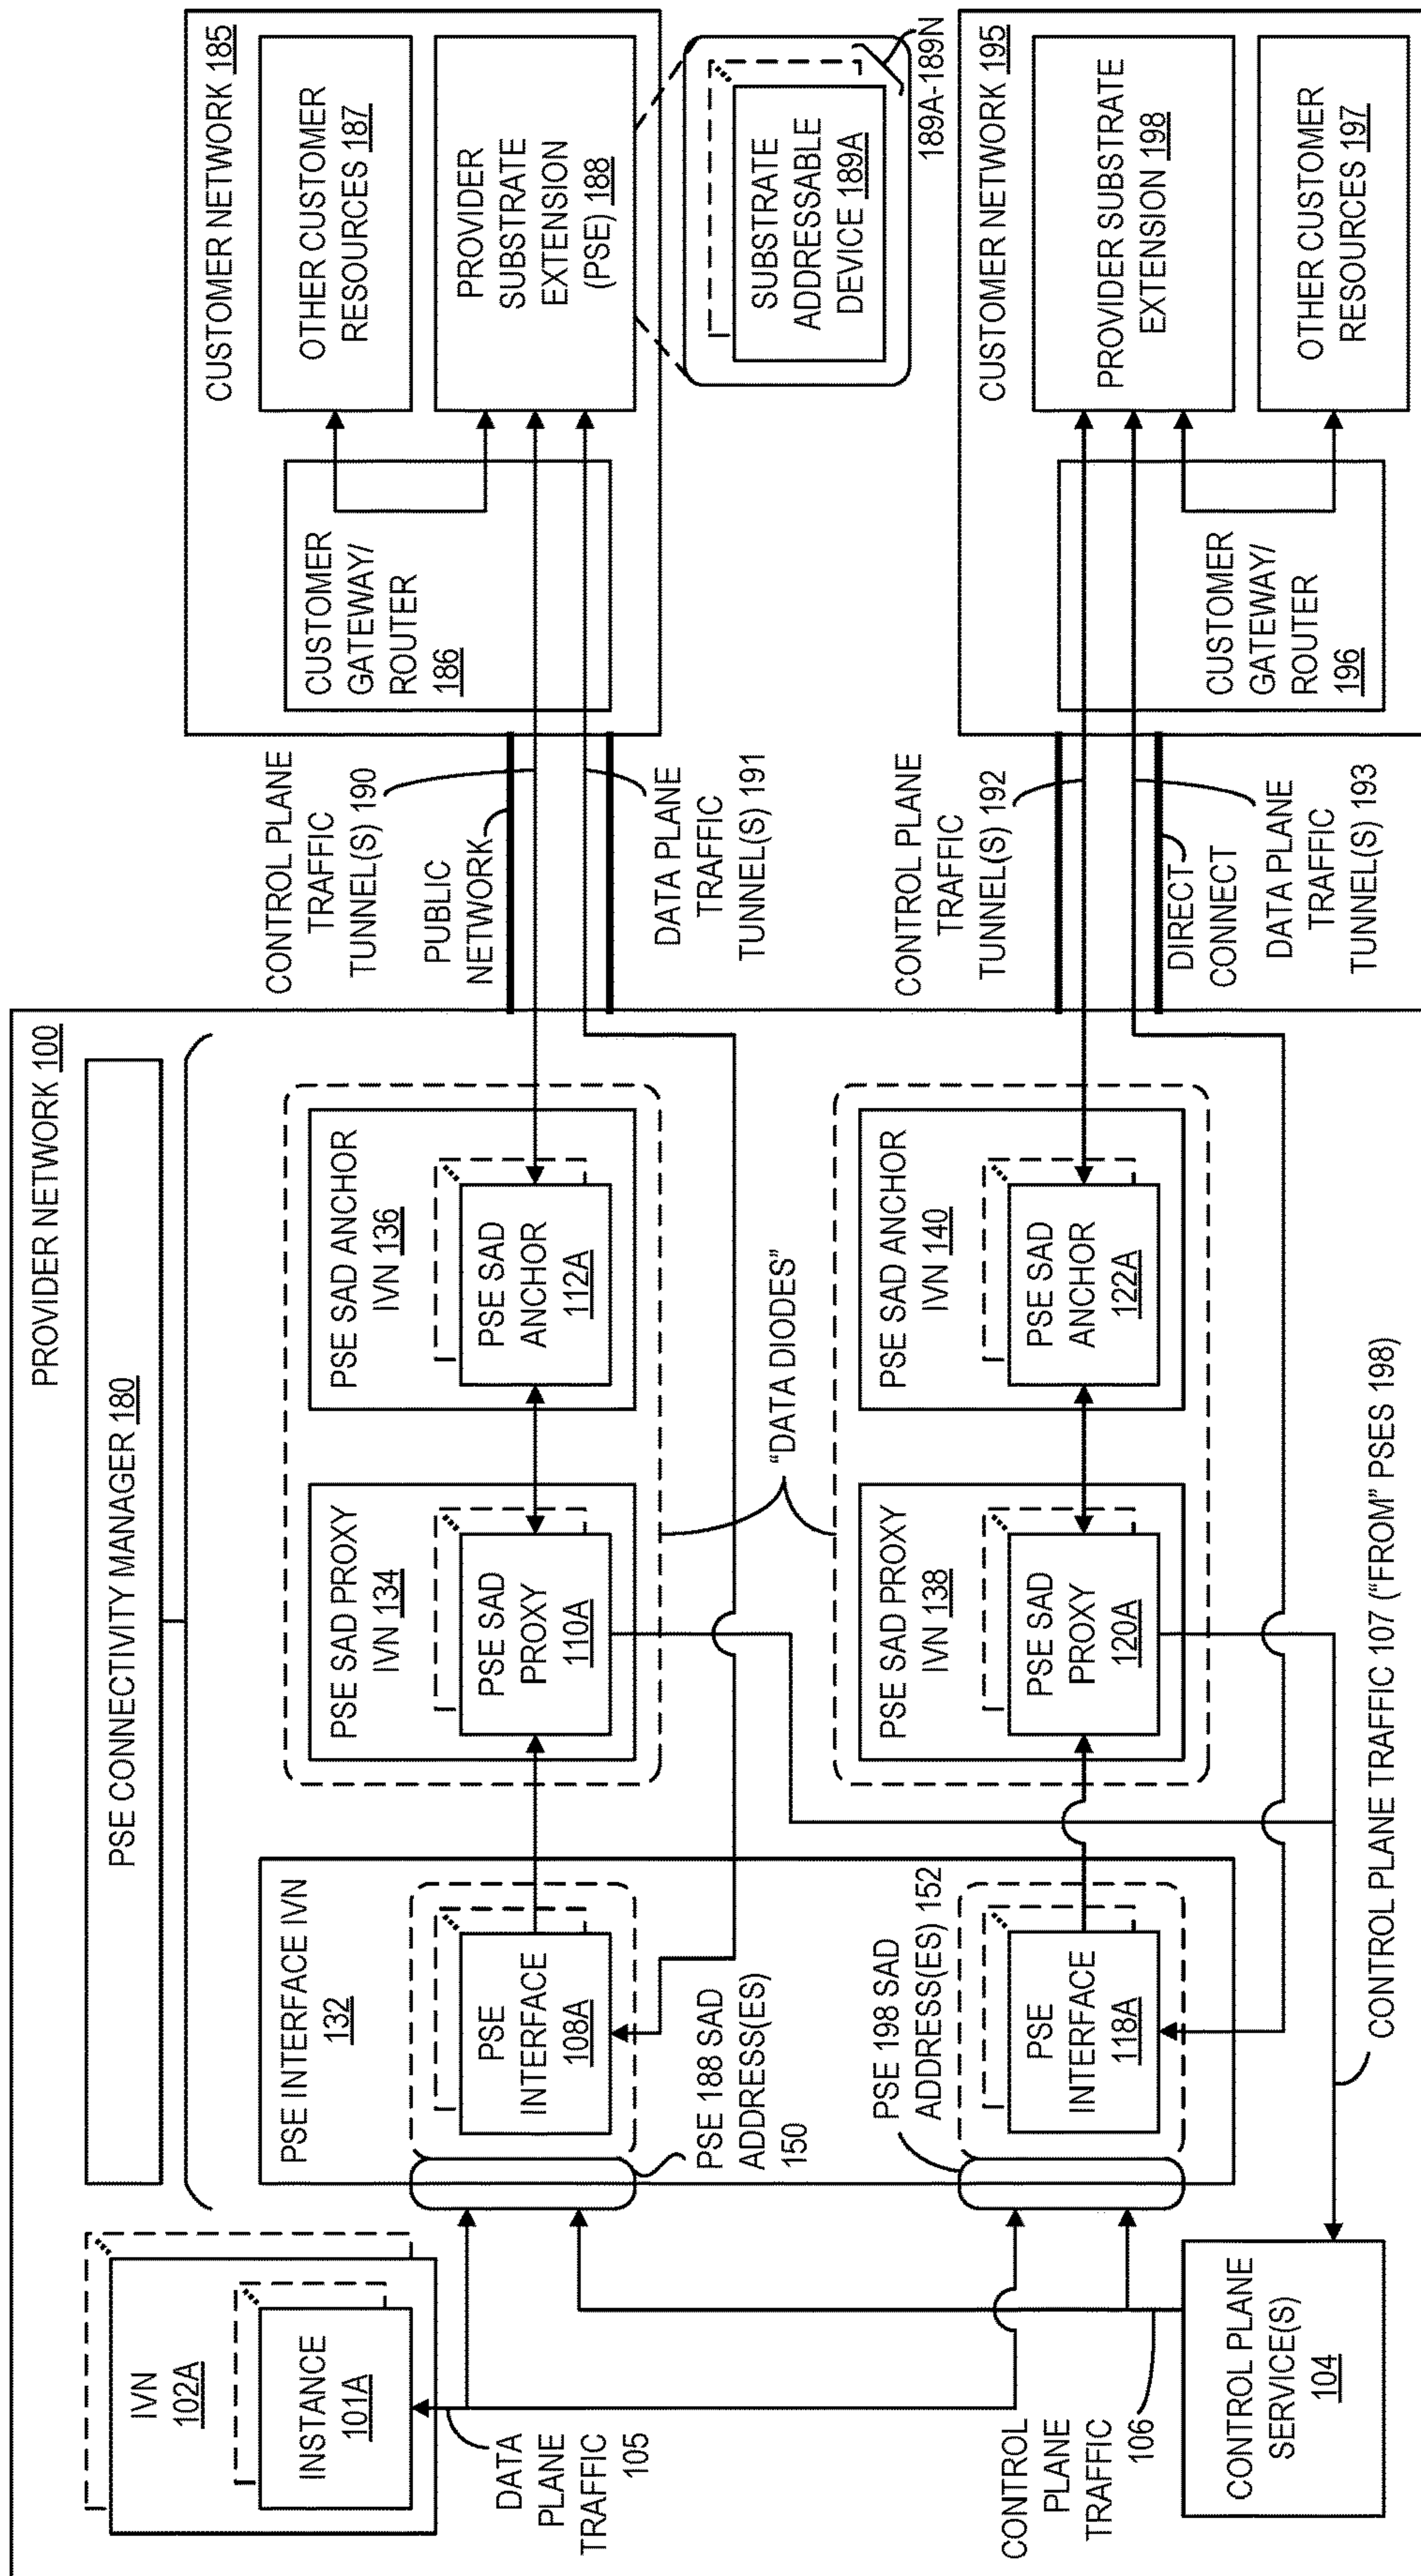 PROVIDER NETWORK 100
PSE CONNECTIVITY MANAGER 180
IVN
102A
INSTANCE
101A
DATA
PLANE
TRAFFIC
105
CONTROL
PLANE
TRAFFIC
106
CONTROL PLANE
SERVICE(S)
104
PSE INTERFACE IVN
132
PSE
INTERFACE
108A
PSE 188 SAD
ADDRESS(ES)
150
PSE 198 SAD
ADDRESS(ES) 152
PSE
INTERFACE
118A
PSE SAD PROXY
IVN 134
PSE SAD
PROXY
110A
PSE SAD ANCHOR
IVN 136
PSE SAD
ANCHOR
112A
"DATA DIODES"
PSE SAD PROXY
IVN 138
PSE SAD
PROXY
120A
PSE SAD ANCHOR
IVN 140
PSE SAD
ANCHOR
122A
CONTROL PLANE TRAFFIC 107 ("FROM" PSES 198)
CONTROL PLANE
TRAFFIC
TUNNEL(S) 190
PUBLIC
NETWORK
DATA PLANE
TRAFFIC
TUNNEL(S) 191
CONTROL PLANE
TRAFFIC
TUNNEL(S) 192
DIRECT
CONNECT
DATA PLANE
TRAFFIC
TUNNEL(S) 193
CUSTOMER NETWORK 185
CUSTOMER
GATEWAY/
ROUTER
186
OTHER CUSTOMER
RESOURCES 187
PROVIDER
SUBSTRATE
EXTENSION
(PSE) 188
SUBSTRATE
ADDRESSABLE
DEVICE 189A
189A-189N
CUSTOMER NETWORK 195
CUSTOMER
GATEWAY/
ROUTER
196
PROVIDER SUBSTRATE
EXTENSION 198
OTHER CUSTOMER
RESOURCES 197